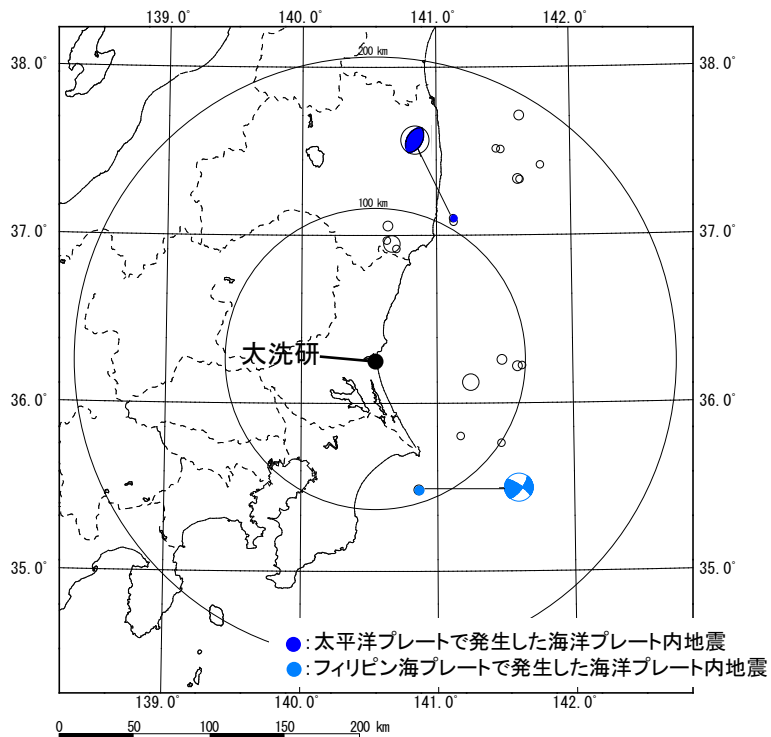 139.0° 140.0° 141.0° 142.0°
200 km
38.0° 38.0°
100 km
37.0° 37.0°
大洗研
36.0° 36.0°
35.0° 35.0°
●:太平洋プレートで発生した海洋プレート内地震
●:フィリピン海プレートで発生した海洋プレート内地震
139.0° 140.0° 141.0° 142.0°
0 50 100 150 200 km